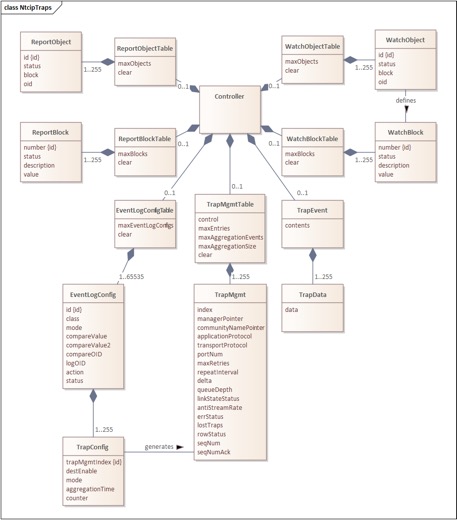 class NtcipTraps
ReportObject
id {id}
status
block
oid
1..255
ReportObjectTable
maxObjects
clear
0..1
WatchObjectTable
maxObjects
clear
0..1
1..255
WatchObject
id {id}
status
block
oid
defines
Controller
ReportBlock
number {id}
status
description
value
1..255
ReportBlockTable
maxBlocks
clear
0..1
WatchBlockTable
maxBlocks
clear
0..1
1..255
WatchBlock
number {id}
status
description
value
0..1
0..1
0..1
EventLogConfigTable
maxEventLogConfigs
clear
1..65535
TrapMgmtTable
control
maxEntries
maxAggregationEvents
maxAggregationSize
clear
1..255
TrapEvent
contents
1..255
EventLogConfig
id {id}
class
mode
compareValue
compareValue2
compareOID
logOID
action
status
1..255
TrapMgmt
index
managerPointer
communityNamePointer
applicationProtocol
transportProtocol
portNum
maxRetries
repeatInterval
delta
queueDepth
linkStateStatus
antiStreamRate
errStatus
lostTraps
rowStatus
seqNum
seqNumAck
TrapData
data
TrapConfig
trapMgmtIndex {id}
destEnable
mode
aggregationTime
counter
generates